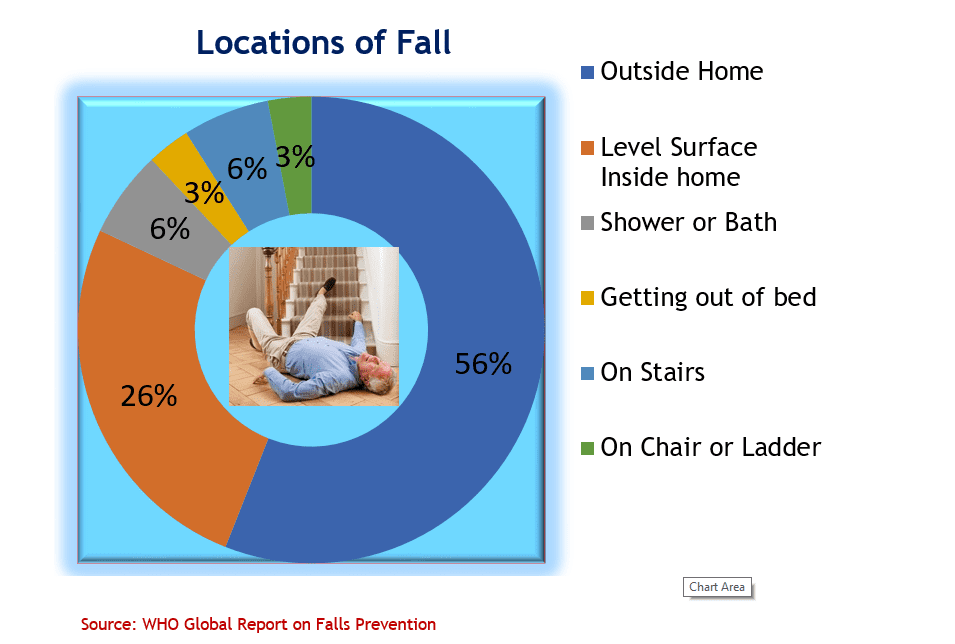 Locations of Fall
Outside Home
Level Surface
Inside home
Shower or Bath
Getting out of bed
On Stairs
On Chair or Ladder
3%
6%
3%
6%
56%
26%
Chart Area
Source: WHO Global Report on Falls Prevention